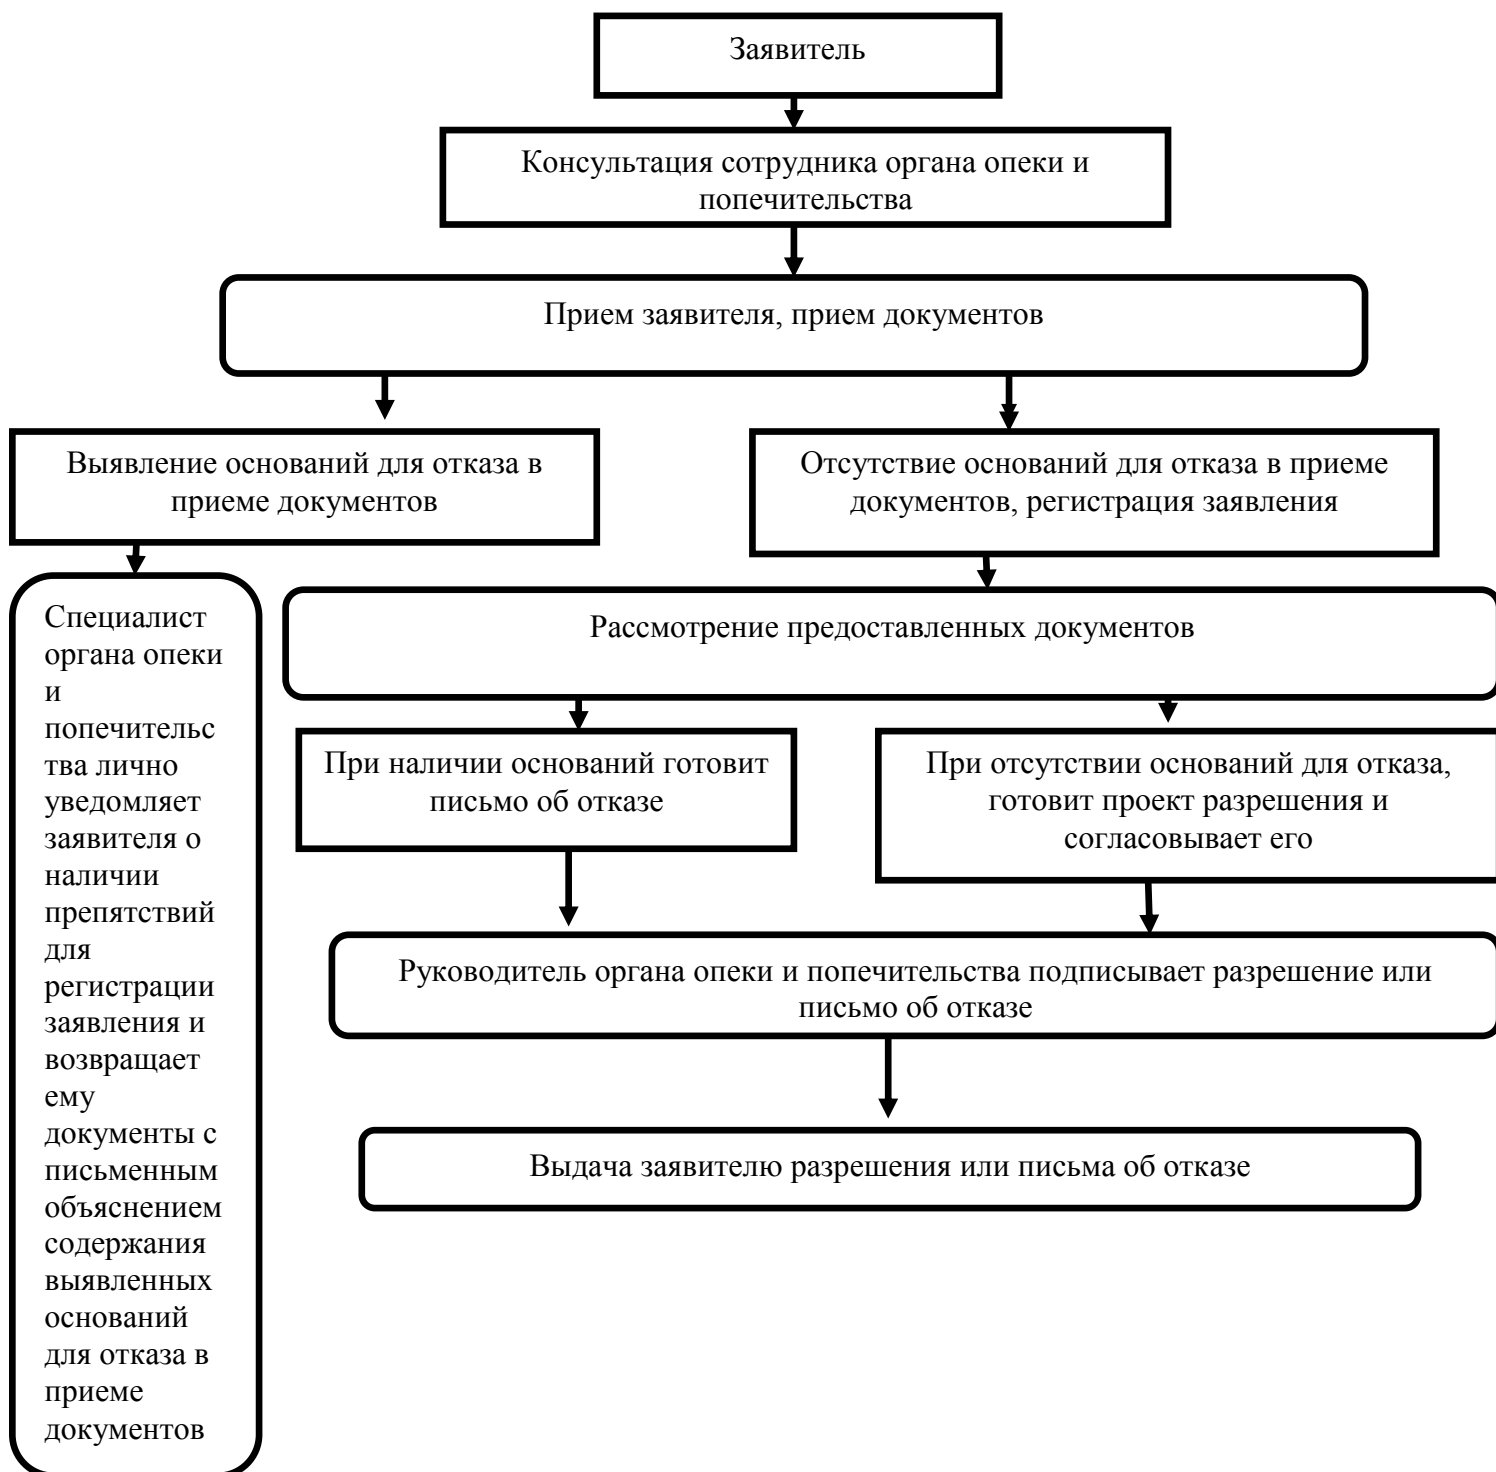 Заявитель
Консультация сотрудника органа опеки и
попечительства
Прием заявителя, прием документов
Выявление оснований для отказа в
приеме документов
Отсутствие оснований для отказа в приеме
документов, регистрация заявления
Специалист
органа опеки
и
попечительс
тва лично
уведомляет
заявителя о
наличии
препятствий
для
регистрации
заявления и
возвращает
ему
документы с
письменным
объяснением
содержания
выявленных
оснований
для отказа в
приеме
документов
Рассмотрение предоставленных документов
При наличии оснований готовит
письмо об отказе
При отсутствии оснований для отказа,
готовит проект разрешения и
согласовывает его
Руководитель органа опеки и попечительства подписывает разрешение или
письмо об отказе
Выдача заявителю разрешения или письма об отказе